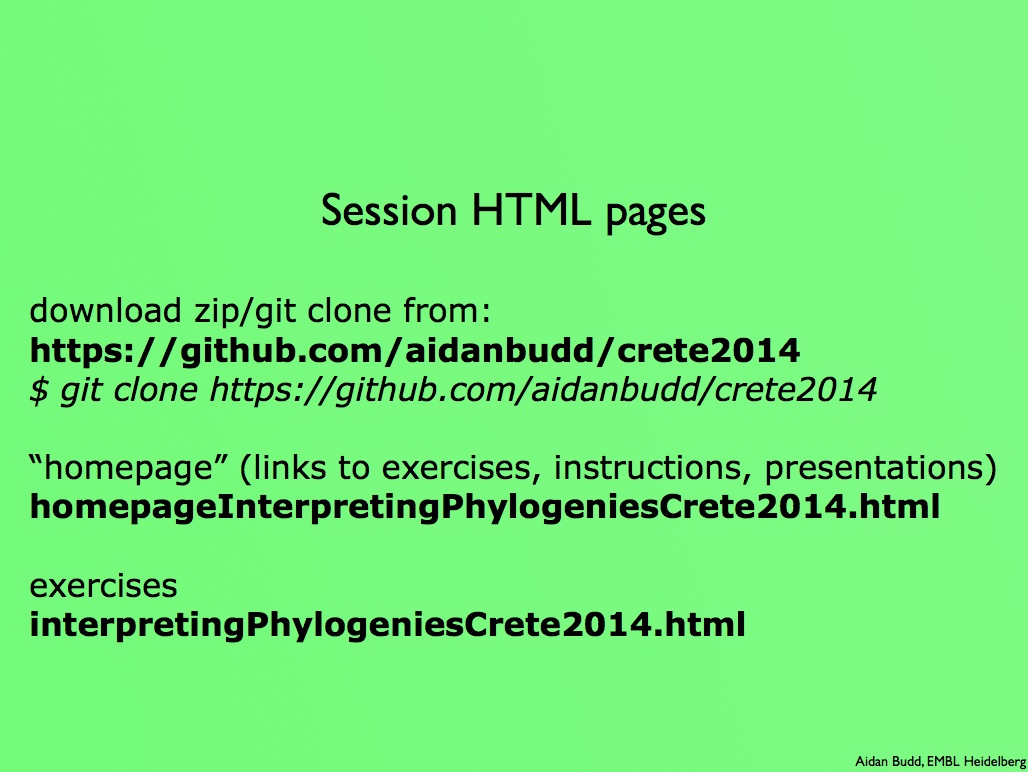 Session HTML pages
download zip/git clone from:
https://github.com/aidanbudd/crete2014
$ git clone https://github.com/aidanbudd/crete2014
“homepage” (links to exercises, instructions, presentations)
homepageInterpretingPhylogeniesCrete2014.html
exercises
interpretingPhylogeniesCrete2014.html
Aidan Budd, EMBL Heidelberg